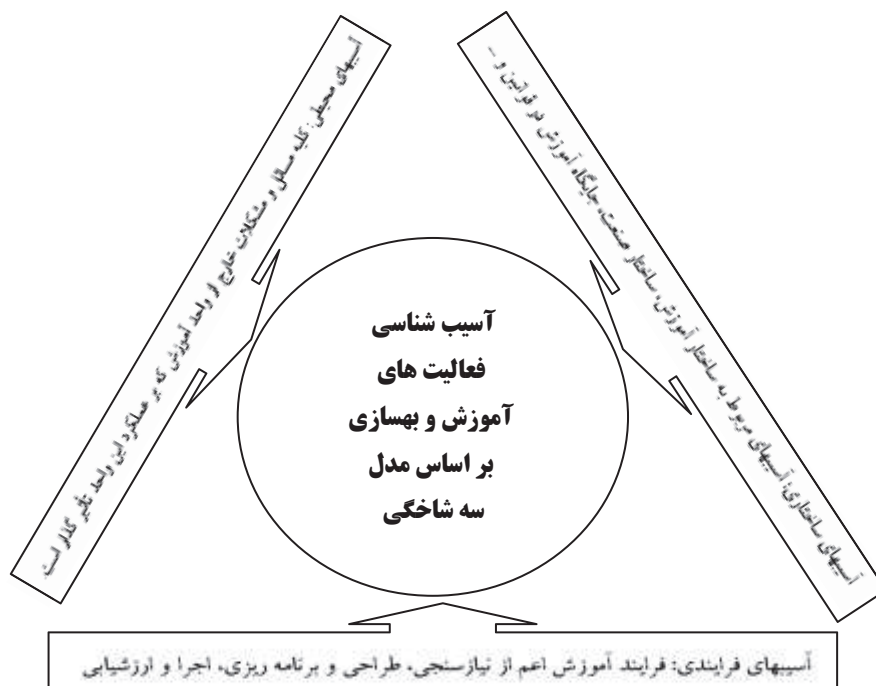 آسیبهای محیطی: کلیه مسائل و مشکلات خارج از واحد آموزش که بر عملکرد این واحد تأثیر گذار است.
آسیبهای ساختاری: آسیبهای مربوط به ساختار آموزش، ساختار صنعت، جایگاه آموزش در قوانین و ...
آسیب شناسی
فعالیت های
آموزش و بهسازی
بر اساس مدل
سه شاخگی
آسیبهای فرایندی: فرایند آموزش اعم از نیازسنجی، طراحی و برنامه ریزی، اجرا و ارزشیابی